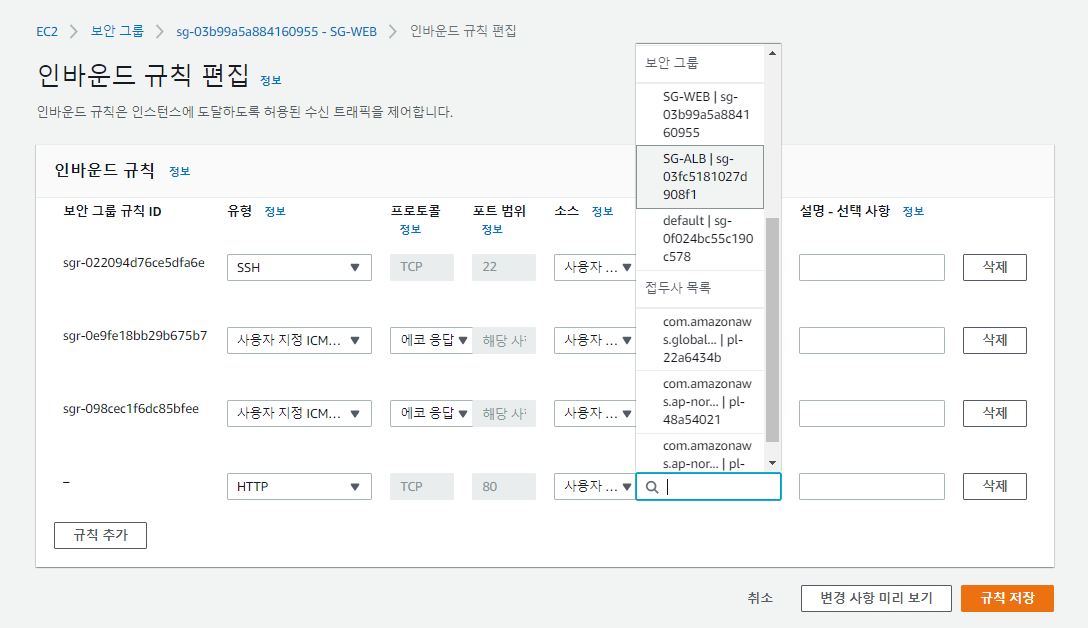 EC2 > 보안 그룹 > sg-03b99a5a884160955 - SG-WEB > 인바운드 규칙 편집
인바운드 규칙 편집 정보
인바운드 규칙은 인스턴스에 도달하도록 허용된 수신 트래픽을 제어합니다.
인바운드 규칙 정보
보안 그룹 규칙 ID
유형 정보
프로토콜
정보
포트 범위
정보
소스 정보
설명 - 선택 사항 정보
sgr-022094d76ce5dfa6e
SSH
TCP
22
사용자 ...
삭제
sgr-0e9fe18bb29b675b7
사용자 지정 ICM...
에코 응답
해당 사
사용자 ...
삭제
sgr-098cec1f6dc85bfee
사용자 지정 ICM...
에코 응답
해당 사
사용자 ...
삭제
–
HTTP
TCP
80
사용자 ...
삭제
보안 그룹
SG-WEB | sg-
03b99a5a8841
60955
SG-ALB | sg-
03fc5181027d
908f1
default | sg-
0f024bc55c190
c578
접두사 목록
com.amazonaw
s.global... | pl-
22a6434b
com.amazonaw
s.ap-nor... | pl-
48a54021
com.amazonaw
s.ap-nor... | pl-
규칙 추가
취소
변경 사항 미리 보기
규칙 저장